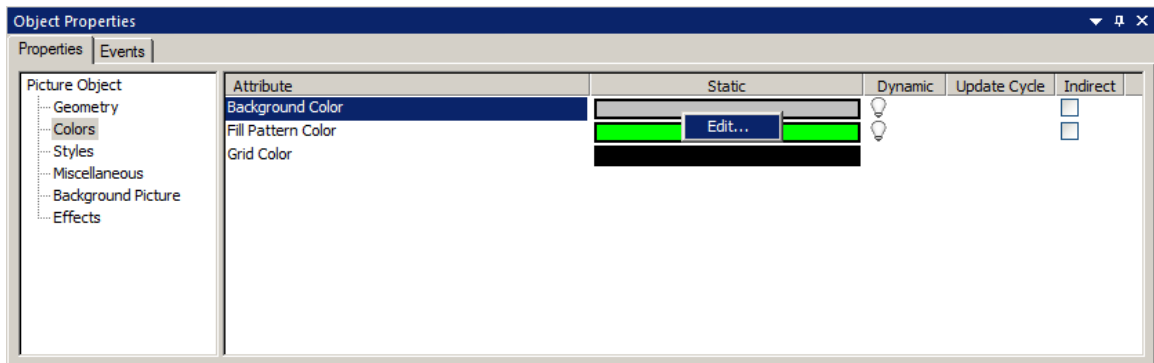 Object Properties
Properties Events
Picture Object
Geometry
Colors
Styles
Miscellaneous
Background Picture
Effects
Attribute Static Dynamic Update Cycle Indirect
Background Color
Edit...
Fill Pattern Color
Grid Color